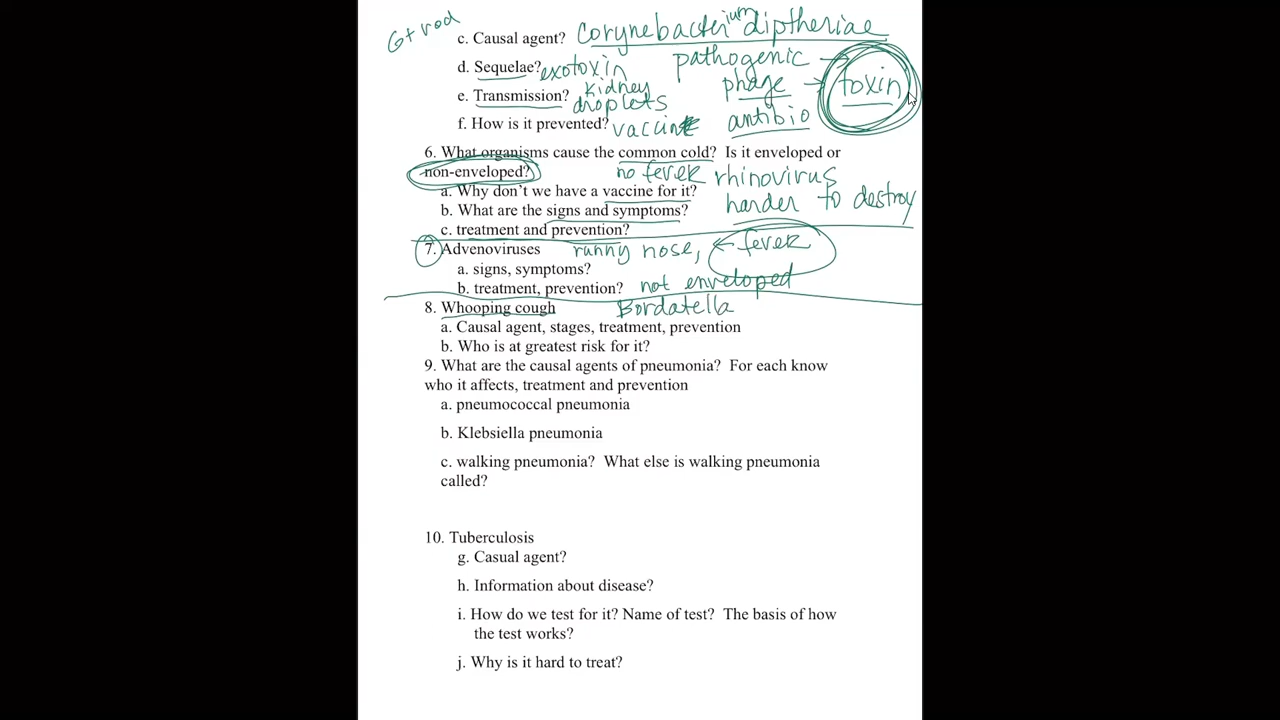 G+ rod
c. Causal agent? Corynebacterium diptheriae
d. Sequelae? exotoxin pathogenic
e. Transmission? kidney droplets phage → toxin
f. How is it prevented? vaccine antibio
6. What organisms cause the common cold? Is it enveloped or
non-enveloped? no fever rhinovirus
a. Why don't we have a vaccine for it?
b. What are the signs and symptoms? harder to destroy
c. treatment and prevention?
7. Advenoviruses runny nose, ← fever
a. signs, symptoms?
b. treatment, prevention? not enveloped
8. Whooping cough Bordatella
a. Causal agent, stages, treatment, prevention
b. Who is at greatest risk for it?
9. What are the causal agents of pneumonia? For each know
who it affects, treatment and prevention
a. pneumococcal pneumonia
b. Klebsiella pneumonia
c. walking pneumonia? What else is walking pneumonia
called?
10. Tuberculosis
g. Casual agent?
h. Information about disease?
i. How do we test for it? Name of test? The basis of how
the test works?
j. Why is it hard to treat?